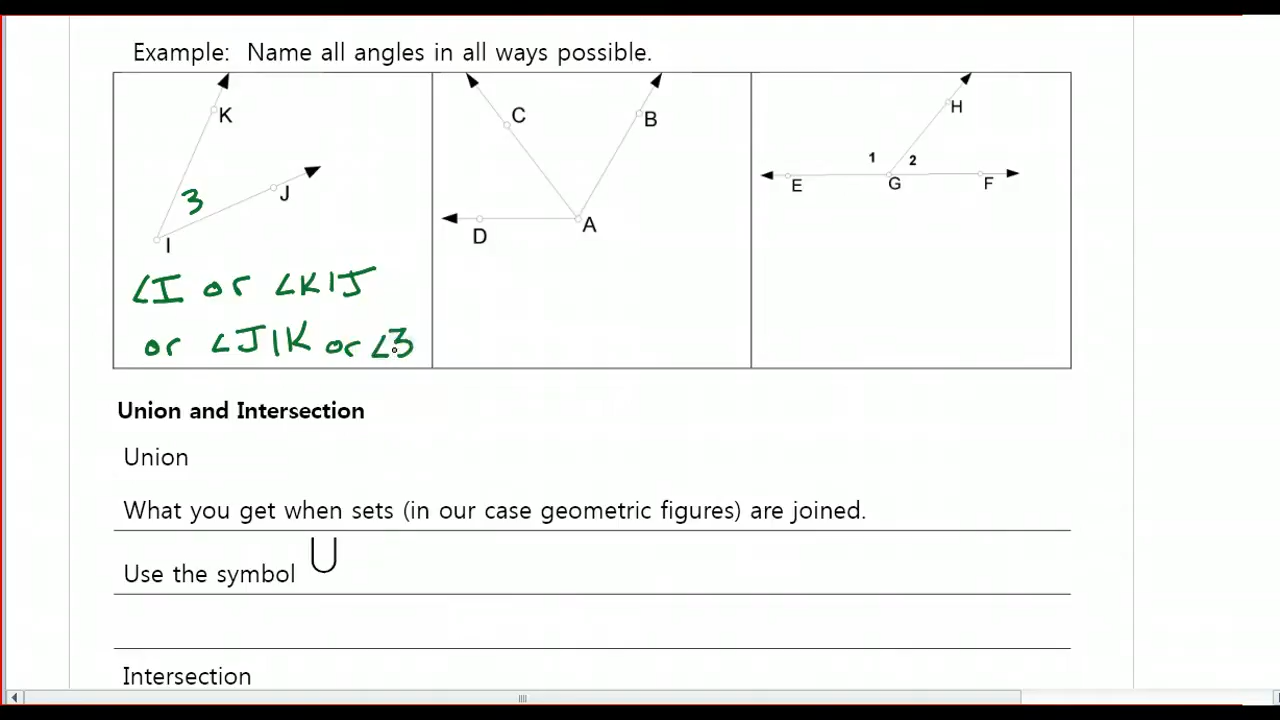 Example: Name all angles in all ways possible.
K
J
3
I
∠I or ∠KIJ
or ∠JIK or ∠3
C
B
D
A
H
1
2
E
G
F
Union and Intersection
Union
What you get when sets (in our case geometric figures) are joined.
Use the symbol ∪
Intersection